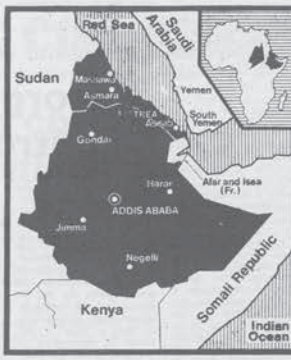 Red Sea
Saudi
Arabia
Sudan
Massawa
Asmara
Yemen
South
Yemen
Gondar
Harar
Afar and Issa
(Fr.)
ADDIS ABABA
Jimma
Negelli
Somali Republic
Kenya
Indian
Ocean